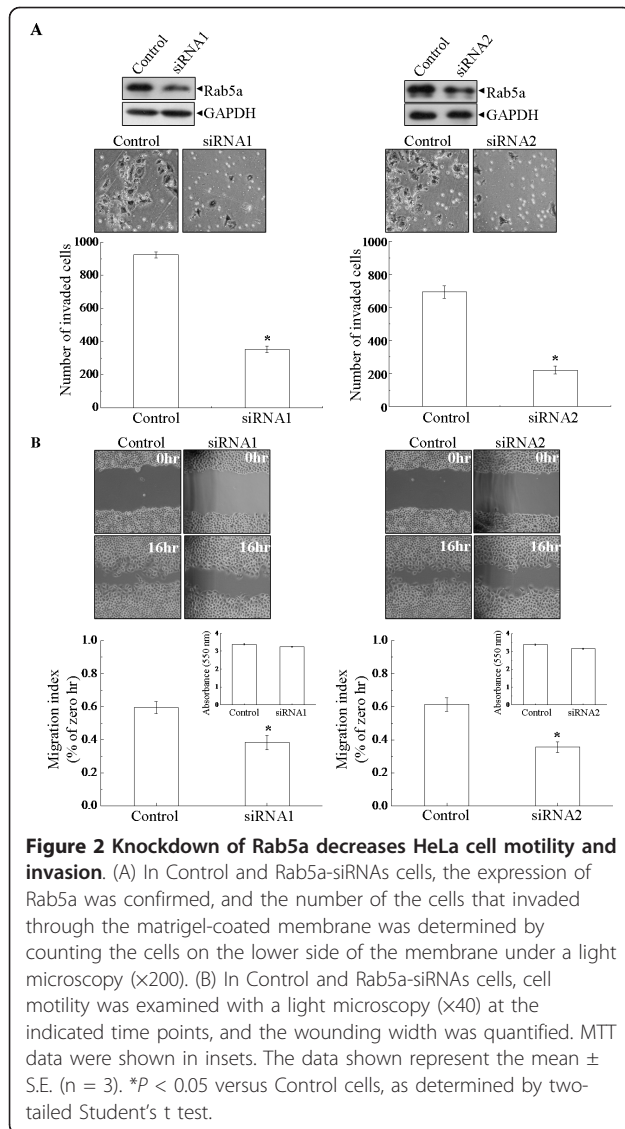 A
Control siRNA1
Rab5a
GAPDH
Control siRNA1
1000
800
600
400
200
0
Number of invaded cells
*
Control siRNA1
Control siRNA2
Rab5a
GAPDH
Control siRNA2
1000
800
600
400
200
0
Number of invaded cells
*
Control siRNA2
B
Control siRNA1
0hr 0hr
16hr 16hr
1.0
0.8
0.6
0.4
0.2
0.0
Migration index
(% of zero hr)
4
3
2
1
0
Absorbance (550 nm)
Control siRNA1
*
Control siRNA1
Control siRNA2
0hr 0hr
16hr 16hr
1.0
0.8
0.6
0.4
0.2
0.0
Migration index
(% of zero hr)
4
3
2
1
0
Absorbance (550 nm)
Control siRNA2
*
Control siRNA2
Figure 2 Knockdown of Rab5a decreases HeLa cell motility and
invasion. (A) In Control and Rab5a-siRNAs cells, the expression of
Rab5a was confirmed, and the number of the cells that invaded
through the matrigel-coated membrane was determined by
counting the cells on the lower side of the membrane under a light
microscopy (×200). (B) In Control and Rab5a-siRNAs cells, cell
motility was examined with a light microscopy (×40) at the
indicated time points, and the wounding width was quantified. MTT
data were shown in insets. The data shown represent the mean ±
S.E. (n = 3). *P < 0.05 versus Control cells, as determined by two-
tailed Student's t test.